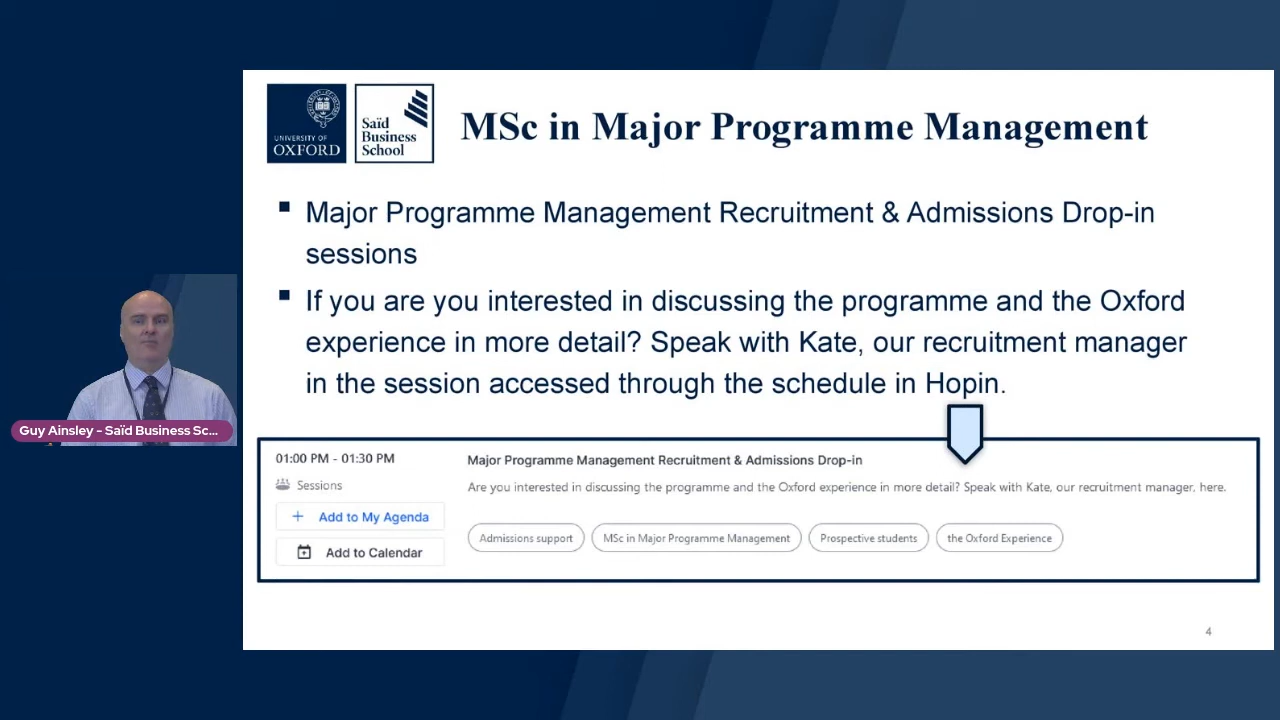 UNIVERSITY OF
OXFORD
Saïd
Business
School
MSc in Major Programme Management
Major Programme Management Recruitment & Admissions Drop-in
sessions
If you are you interested in discussing the programme and the Oxford
experience in more detail? Speak with Kate, our recruitment manager
in the session accessed through the schedule in Hopin.
Guy Ainsley - Saïd Business Sc...
01:00 PM - 01:30 PM
Sessions
+ Add to My Agenda
Add to Calendar
Major Programme Management Recruitment & Admissions Drop-in
Are you interested in discussing the programme and the Oxford experience in more detail? Speak with Kate, our recruitment manager, here.
Admissions support
MSc in Major Programme Management
Prospective students
the Oxford Experience
4